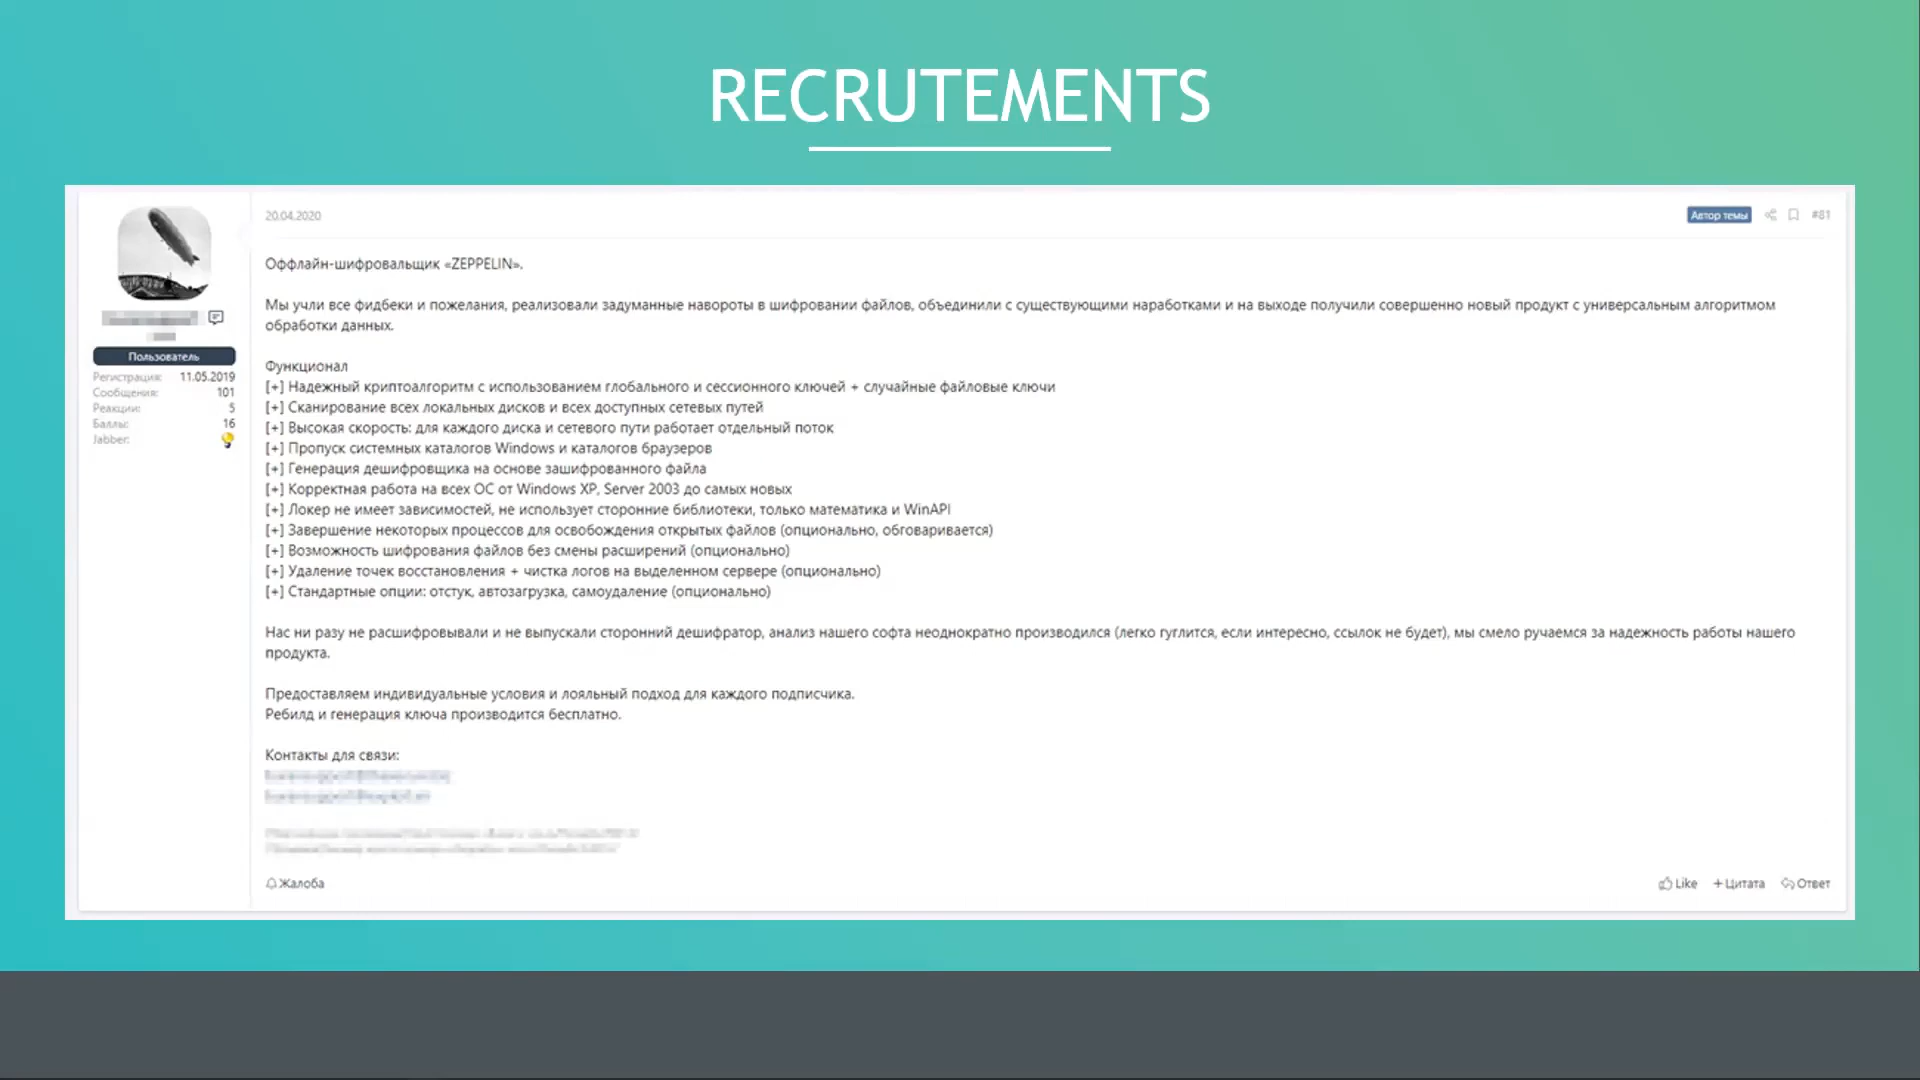 RECRUTEMENTS
20.04.2020
Автор темы
#81
Пользователь
Регистрация: 11.05.2019
Сообщения: 101
Реакции: 5
Баллы: 16
Jabber:
Оффлайн-шифровальщик «ZEPPELIN».
Мы учли все фидбеки и пожелания, реализовали задуманные навороты в шифровании файлов, объединили с существующими наработками и на выходе получили совершенно новый продукт с универсальным алгоритмом
обработки данных.
Функционал
[+] Надежный криптоалгоритм с использованием глобального и сессионного ключей + случайные файловые ключи
[+] Сканирование всех локальных дисков и всех доступных сетевых путей
[+] Высокая скорость: для каждого диска и сетевого пути работает отдельный поток
[+] Пропуск системных каталогов Windows и каталогов браузеров
[+] Генерация дешифровщика на основе зашифрованного файла
[+] Корректная работа на всех ОС от Windows XP, Server 2003 до самых новых
[+] Локер не имеет зависимостей, не использует сторонние библиотеки, только математика и WinAPI
[+] Завершение некоторых процессов для освобождения открытых файлов (опционально, обговаривается)
[+] Возможность шифрования файлов без смены расширений (опционально)
[+] Удаление точек восстановления + чистка логов на выделенном сервере (опционально)
[+] Стандартные опции: отстук, автозагрузка, самоудаление (опционально)
Нас ни разу не расшифровывали и не выпускали сторонний дешифратор, анализ нашего софта неоднократно производился (легко гуглится, если интересно, ссылок не будет), мы смело ручаемся за надежность работы нашего
продукта.
Предоставляем индивидуальные условия и лояльный подход для каждого подписчика.
Ребилд и генерация ключа производится бесплатно.
Контакты для связи:
Жалоба
Like
+ Цитата
Ответ